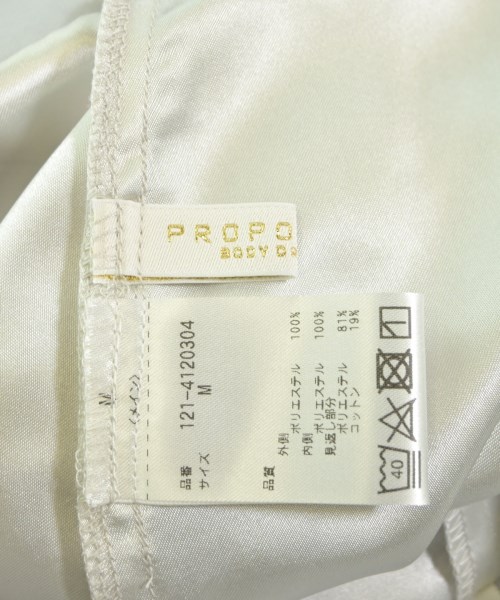 PROPO
BODY D
M
(メイン)
品番 121-4120304
サイズ M
品質
外側
ポリエステル 100%
内側
ポリエステル 100%
見返し部分
ポリエステル 81%
コットン 19%
40